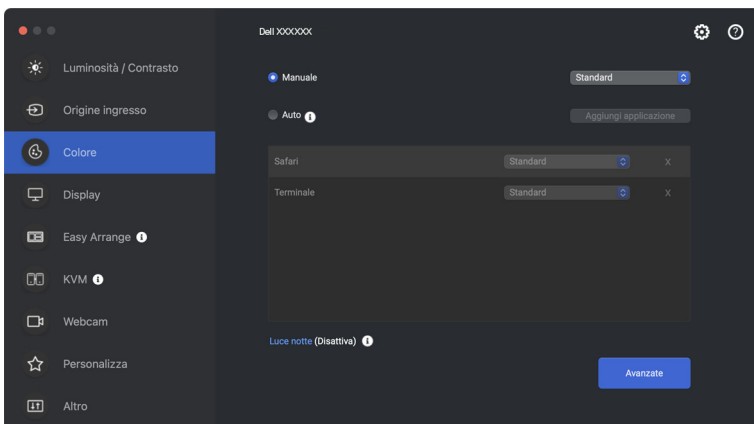 Dell XXXXXX
Luminosità / Contrasto
Origine ingresso
Colore
Display
Easy Arrange
KVM
Webcam
Personalizza
Altro
Manuale
Standard
Auto
Aggiungi applicazione
Safari
Standard
X
Terminale
Standard
X
Luce notte (Disattiva)
Avanzate